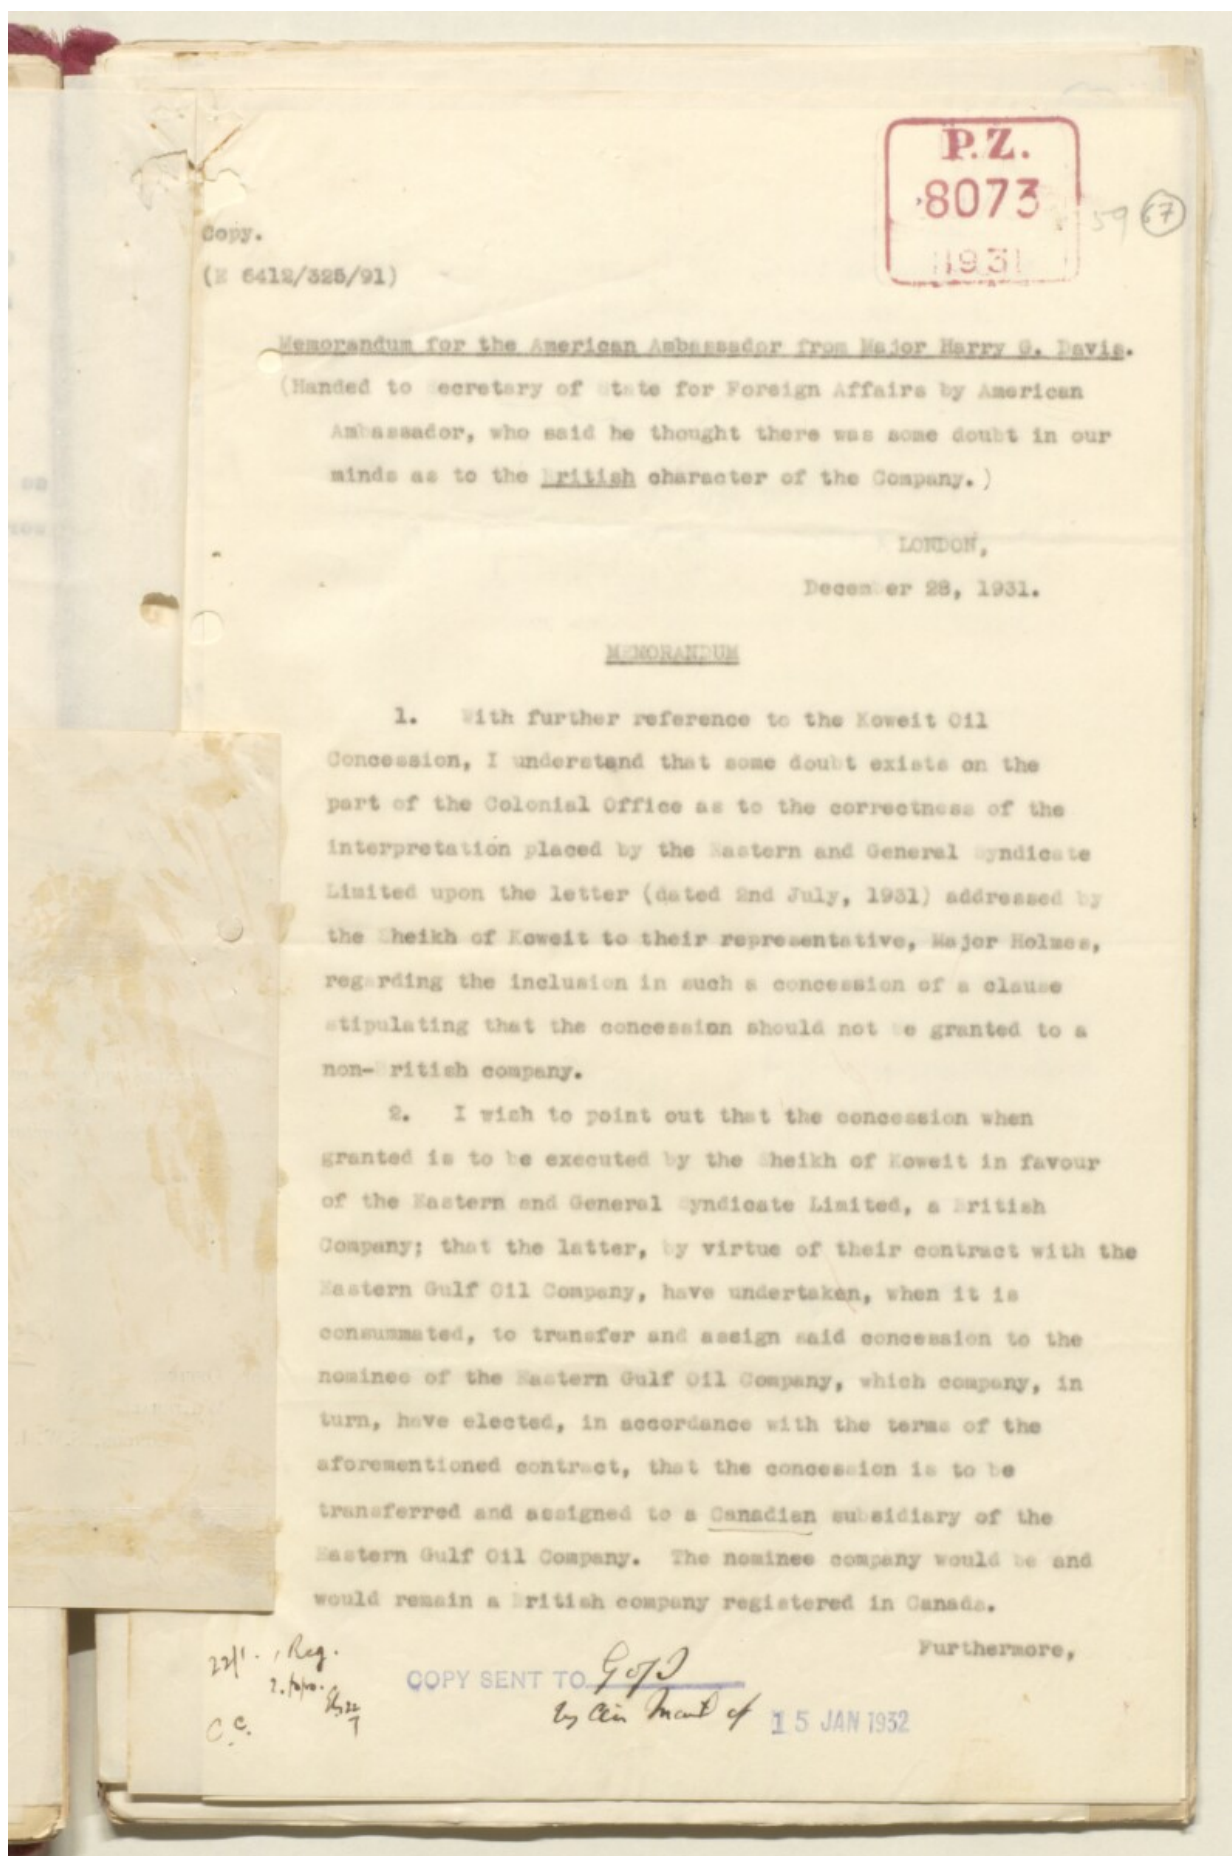 P.Z.
8073
1931
59 67
Copy.
(E 6412/325/91)
Memorandum for the American Ambassador from Major Harry G. Davis.
(Handed to Secretary of State for Foreign Affairs by American
Ambassador, who said he thought there was some doubt in our
minds as to the British character of the Company.)
LONDON,
December 28, 1931.
MEMORANDUM
1. With further reference to the Koweit Oil
Concession, I understand that some doubt exists on the
part of the Colonial Office as to the correctness of the
interpretation placed by the Eastern and General Syndicate
Limited upon the letter (dated 2nd July, 1931) addressed by
the Sheikh of Koweit to their representative, Major Holmes,
regarding the inclusion in such a concession of a clause
stipulating that the concession should not be granted to a
non-British company.
2. I wish to point out that the concession when
granted is to be executed by the Sheikh of Koweit in favour
of the Eastern and General Syndicate Limited, a British
Company; that the latter, by virtue of their contract with the
Eastern Gulf Oil Company, have undertaken, when it is
consummated, to transfer and assign said concession to the
nominee of the Eastern Gulf Oil Company, which company, in
turn, have elected, in accordance with the terms of the
aforementioned contract, that the concession is to be
transferred and assigned to a Canadian subsidiary of the
Eastern Gulf Oil Company. The nominee company would be and
would remain a British company registered in Canada.
Furthermore,
22/1. Reg.
C.C.
COPY SENT TO GofI
by Air Mail of 15 JAN 1932